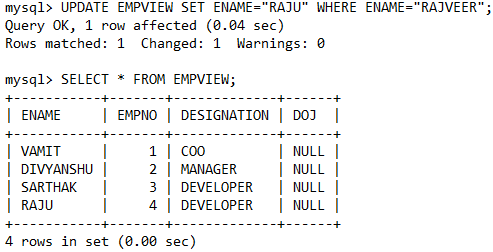 mysql> UPDATE EMPVIEW SET ENAME="RAJU" WHERE ENAME="RAJVEER";
Query OK, 1 row affected (0.04 sec)
Rows matched: 1  Changed: 1  Warnings: 0

mysql> SELECT * FROM EMPVIEW;
+-----------+-------+-------------+------+
| ENAME     | EMPNO | DESIGNATION | DOJ  |
+-----------+-------+-------------+------+
| VAMIT     |     1 | COO         | NULL |
| DIVYANSHU |     2 | MANAGER     | NULL |
| SARTHAK   |     3 | DEVELOPER   | NULL |
| RAJU      |     4 | DEVELOPER   | NULL |
+-----------+-------+-------------+------+
4 rows in set (0.00 sec)